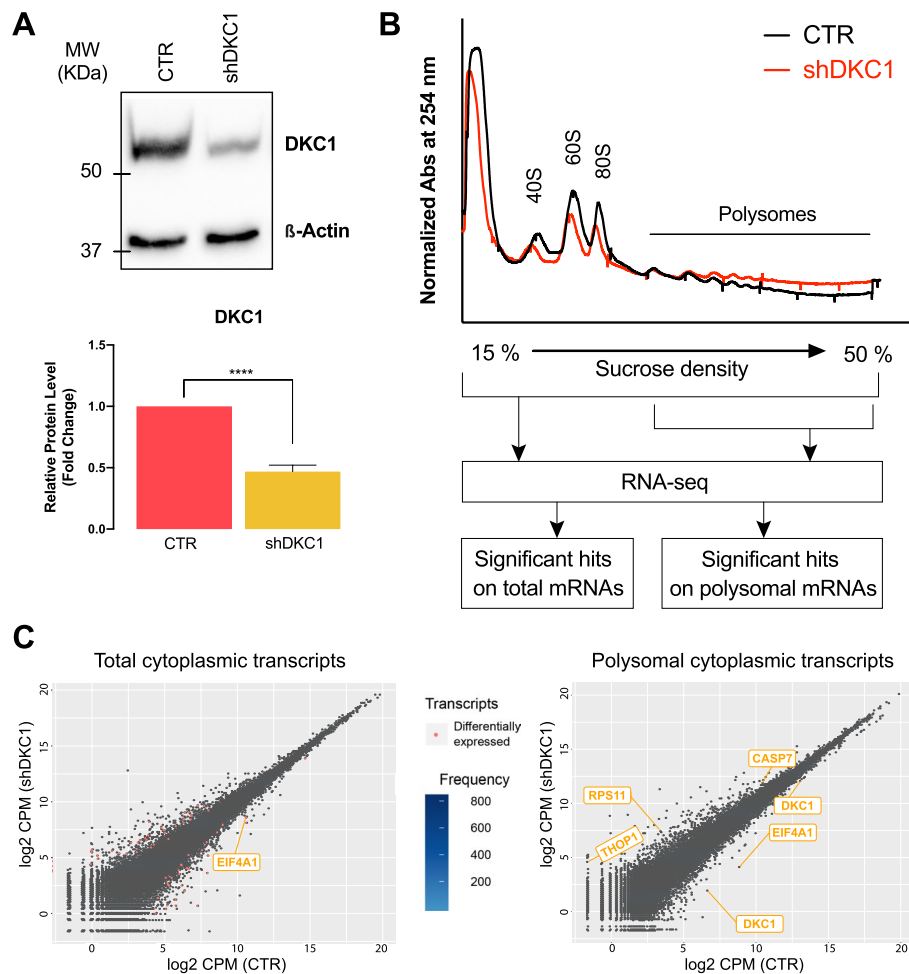 A
MW
(KDa)
CTR
shDKC1
DKC1
50
ß-Actin
37
DKC1
Relative Protein Level
(Fold Change)
1.5
1.0
0.5
0.0
****
CTR
shDKC1
B
CTR
shDKC1
Normalized Abs at 254 nm
40S
60S
80S
Polysomes
15 %
50 %
Sucrose density
RNA-seq
Significant hits
on total mRNAs
Significant hits
on polysomal mRNAs
C
Total cytoplasmic transcripts
log2 CPM (shDKC1)
20
15
10
5
0
EIF4A1
0
5
10
15
20
log2 CPM (CTR)
Transcripts
Differentially
expressed
Frequency
800
600
400
200
Polysomal cytoplasmic transcripts
log2 CPM (shDKC1)
20
15
10
5
0
CASP7
RPS11
DKC1
EIF4A1
THOP1
DKC1
0
5
10
15
20
log2 CPM (CTR)